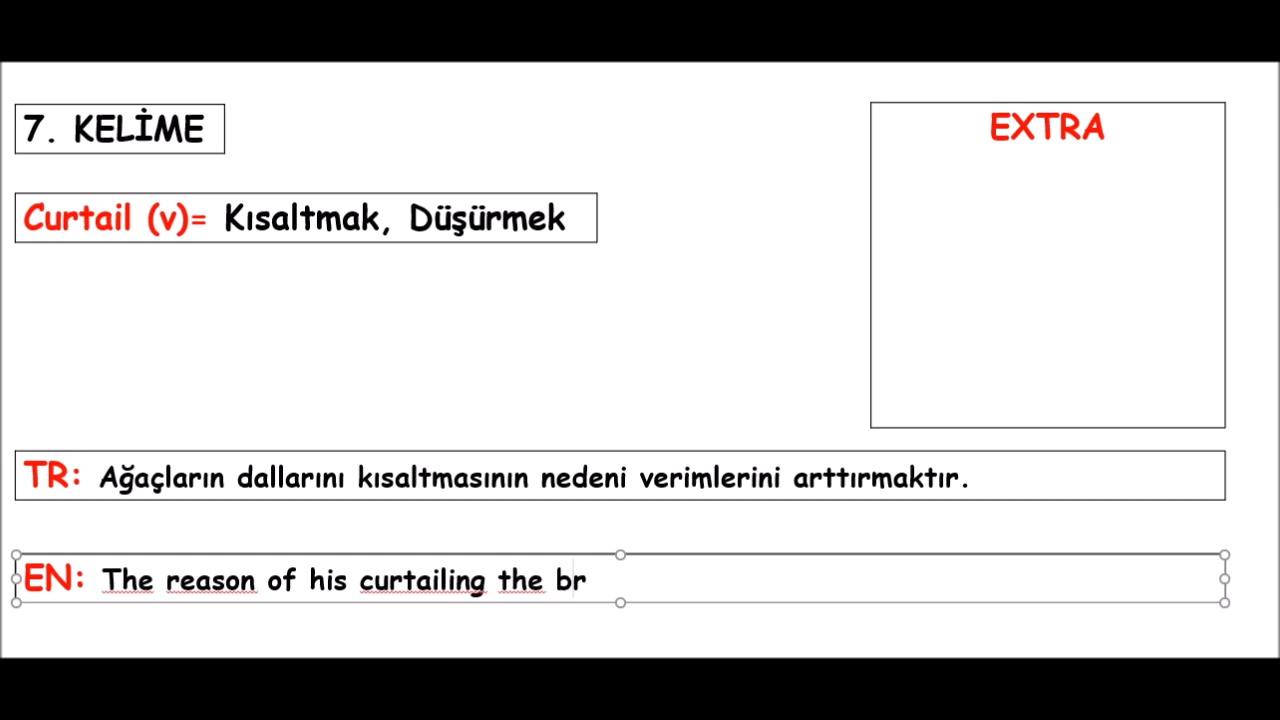 7. KELİME
EXTRA
Curtail (v)= Kısaltmak, Düşürmek
TR: Ağaçların dallarını kısaltmasının nedeni verimlerini arttırmaktır.
EN: The reason of his curtailing the br